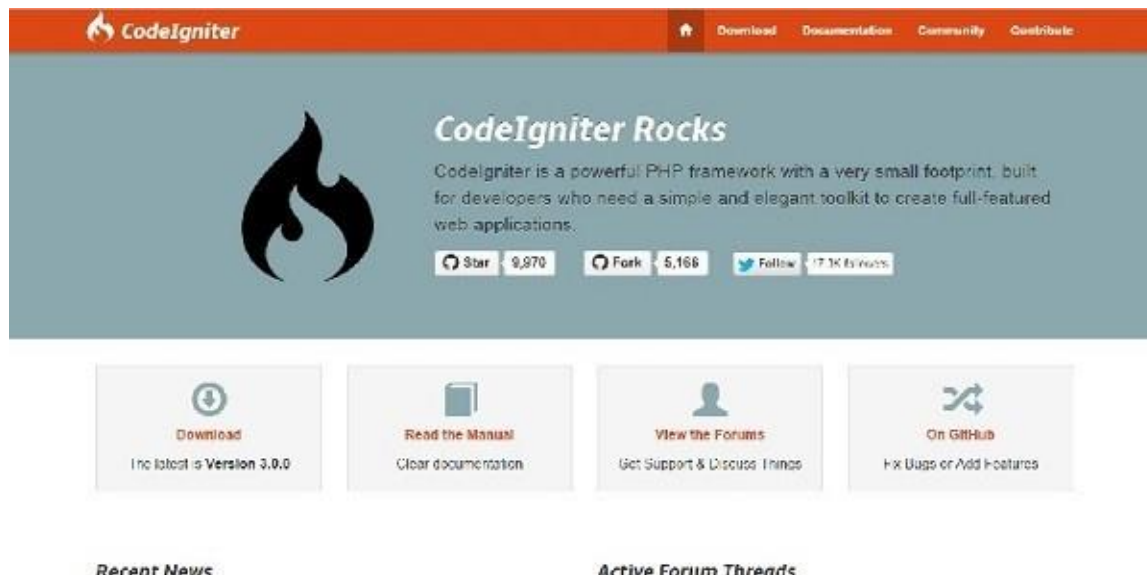 CodeIgniter
Download Documentation Community Contribute
CodeIgniter Rocks
CodeIgniter is a powerful PHP framework with a very small footprint, built
for developers who need a simple and elegant toolkit to create full-featured
web applications.
Star 9,970 Fork 5,166 Follow 17.3K followers
Download
The latest is Version 3.0.0
Read the Manual
Clear documentation
View the Forums
Get Support & Discuss Things
On GitHub
Fix Bugs or Add Features
Recent News
Active Forum Threads